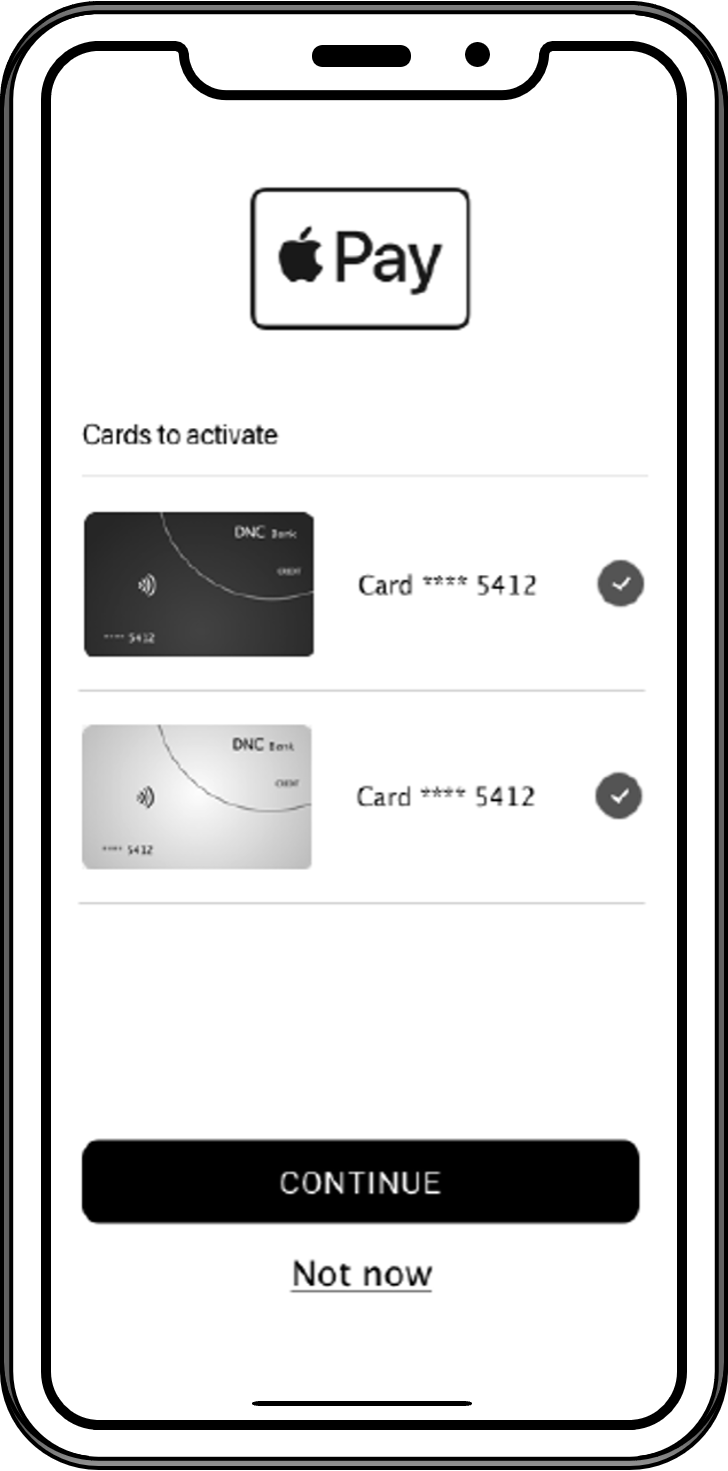 Pay
Cards to activate
DNC Bank
CREDIT
**** 5412
Card **** 5412
DNC Bank
CREDIT
**** 5412
Card **** 5412
CONTINUE
Not now